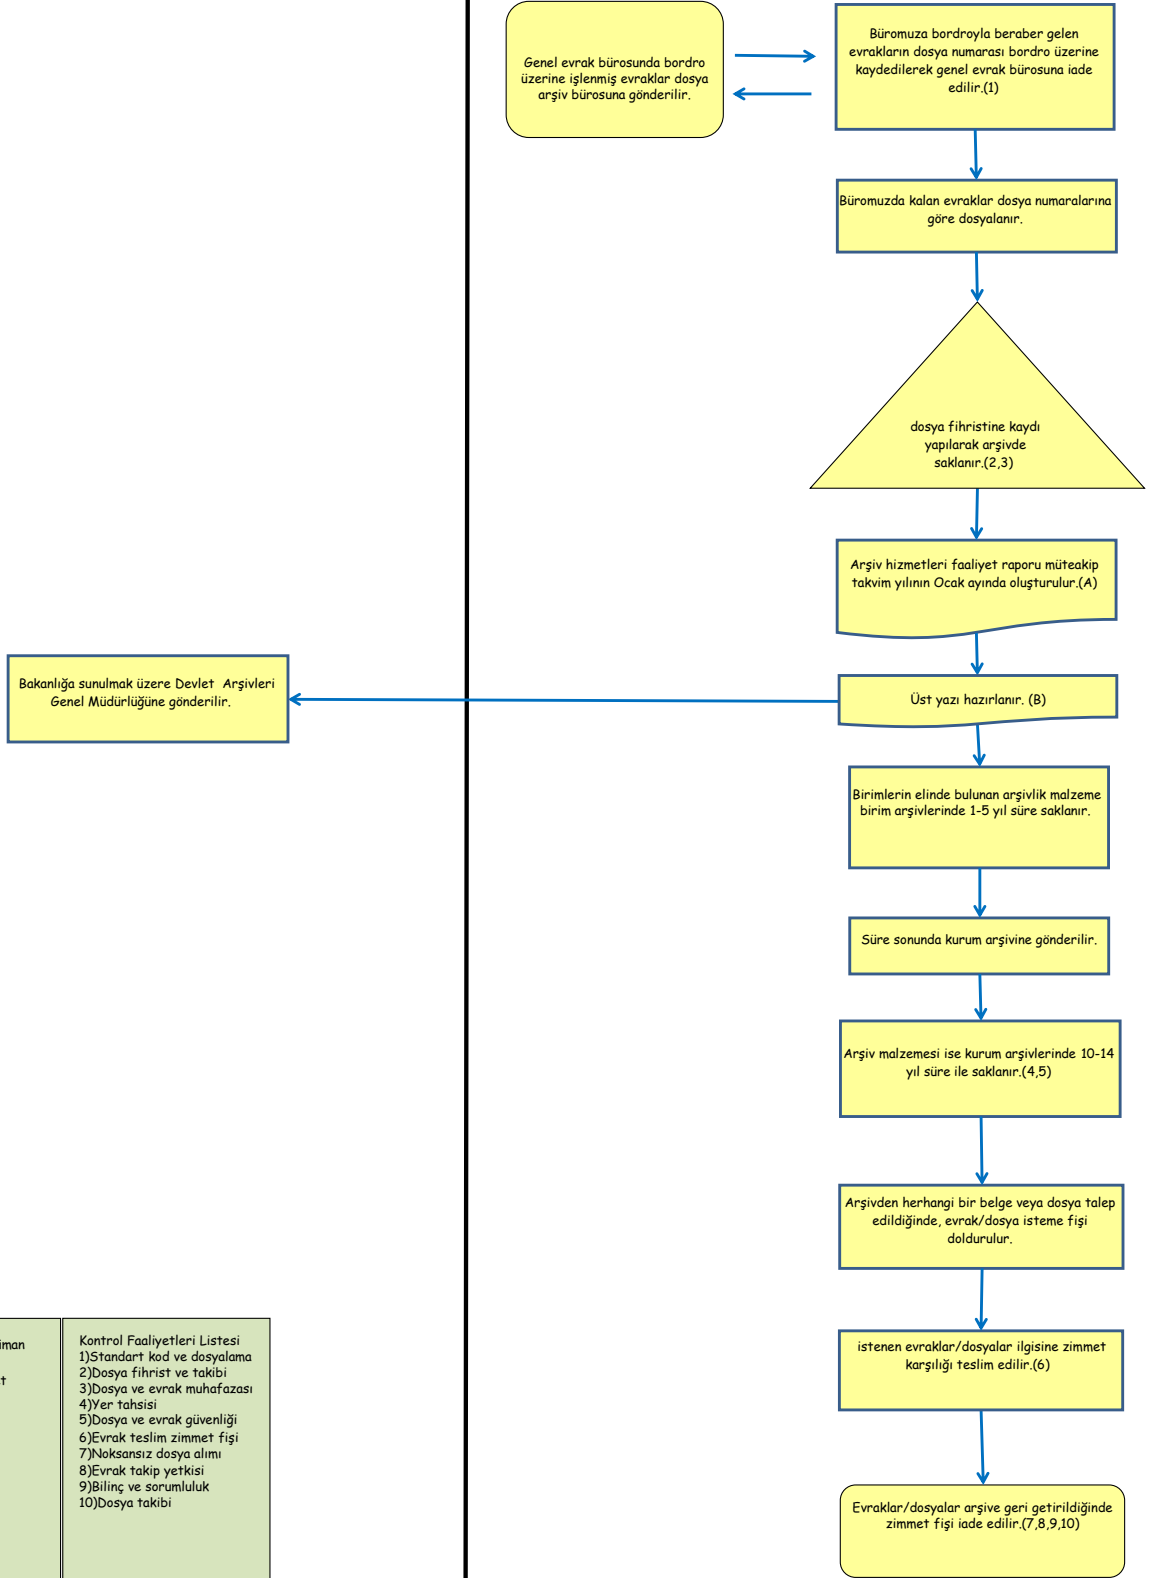 Genel evrak bürosunda bordro
üzerine işlenmiş evraklar dosya
arşiv bürosuna gönderilir.
Büromuza bordroyla beraber gelen
evrakların dosya numarası bordro üzerine
kaydedilerek genel evrak bürosuna iade
edilir.(1)
Büromuzda kalan evraklar dosya numaralarına
göre dosyalanır.
dosya fihristine kaydı
yapılarak arşivde
saklanır.(2,3)
Arşiv hizmetleri faaliyet raporu müteakip
takvim yılının Ocak ayında oluşturulur.(A)
Bakanlığa sunulmak üzere Devlet Arşivleri
Genel Müdürlüğüne gönderilir.
Üst yazı hazırlanır. (B)
Birimlerin elinde bulunan arşivlik malzeme
birim arşivlerinde 1-5 yıl süre saklanır.
Süre sonunda kurum arşivine gönderilir.
Arşiv malzemesi ise kurum arşivlerinde 10-14
yıl süre ile saklanır.(4,5)
Arşivden herhangi bir belge veya dosya talep
edildiğinde, evrak/dosya isteme fişi
doldurulur.
istenen evraklar/dosyalar ilgisine zimmet
karşılığı teslim edilir.(6)
Evraklar/dosyalar arşive geri getirildiğinde
zimmet fişi iade edilir.(7,8,9,10)
Kontrol Faaliyetleri Listesi
1)Standart kod ve dosyalama
2)Dosya fihrist ve takibi
3)Dosya ve evrak muhafazası
4)Yer tahsisi
5)Dosya ve evrak güvenliği
6)Evrak teslim zimmet fişi
7)Noksansız dosya alımı
8)Evrak takip yetkisi
9)Bilinç ve sorumluluk
10)Dosya takibi